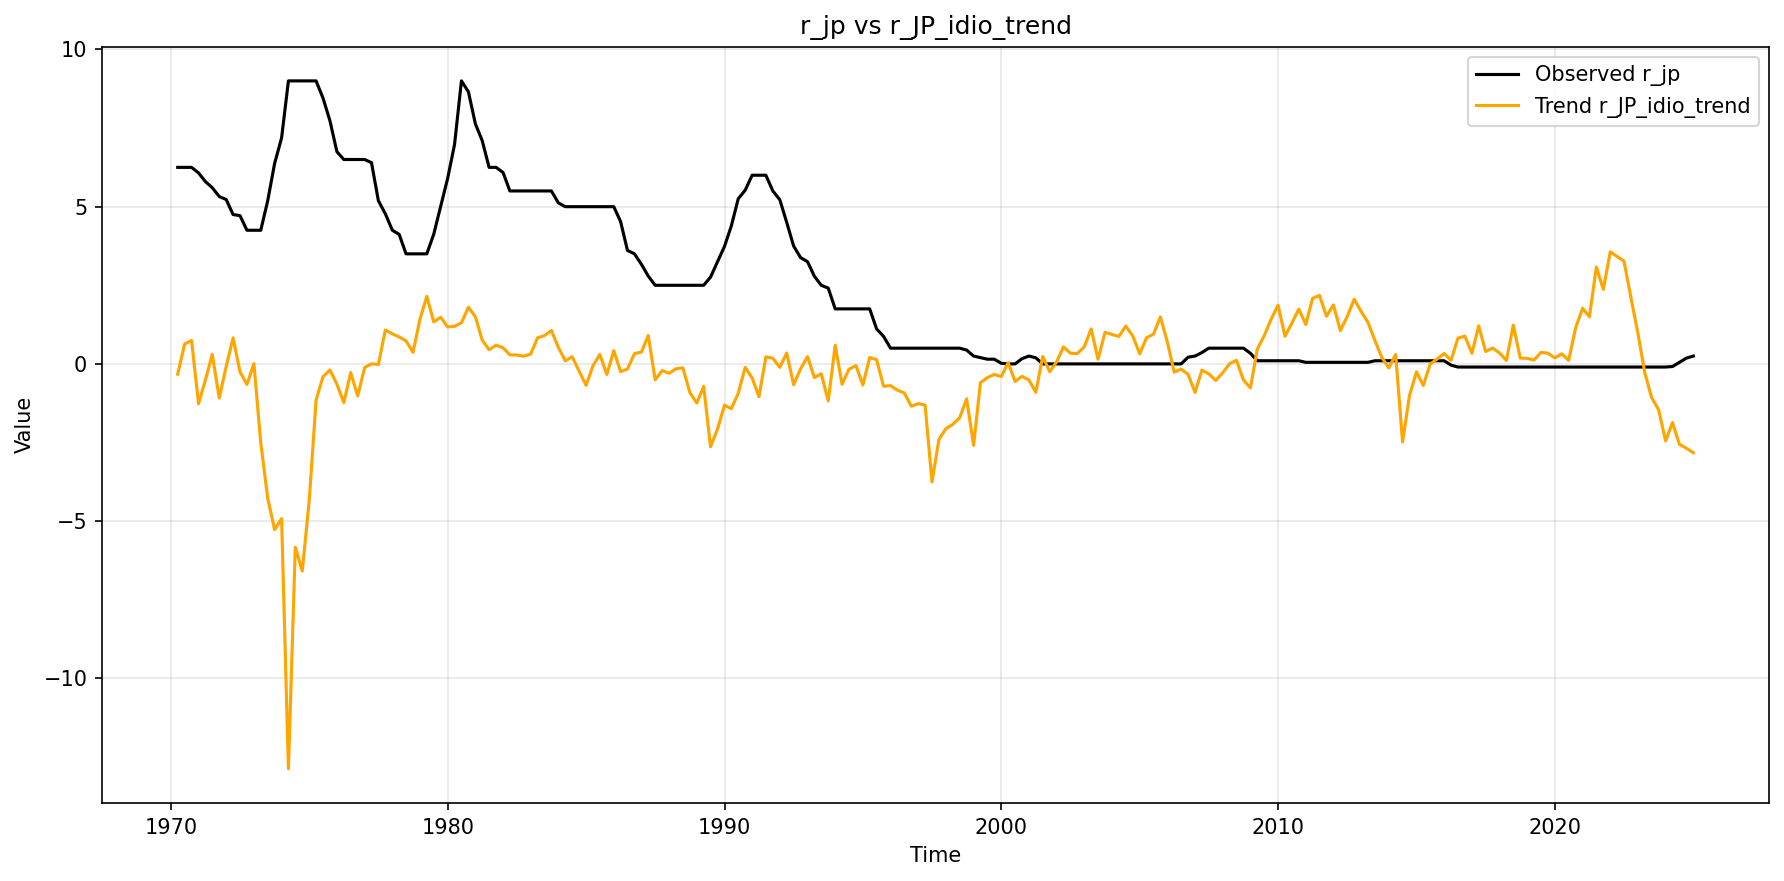 r_jp vs r_JP_idio_trend
Observed r_jp
Trend r_JP_idio_trend
10
5
0
−5
−10
Value
1970 1980 1990 2000 2010 2020
Time